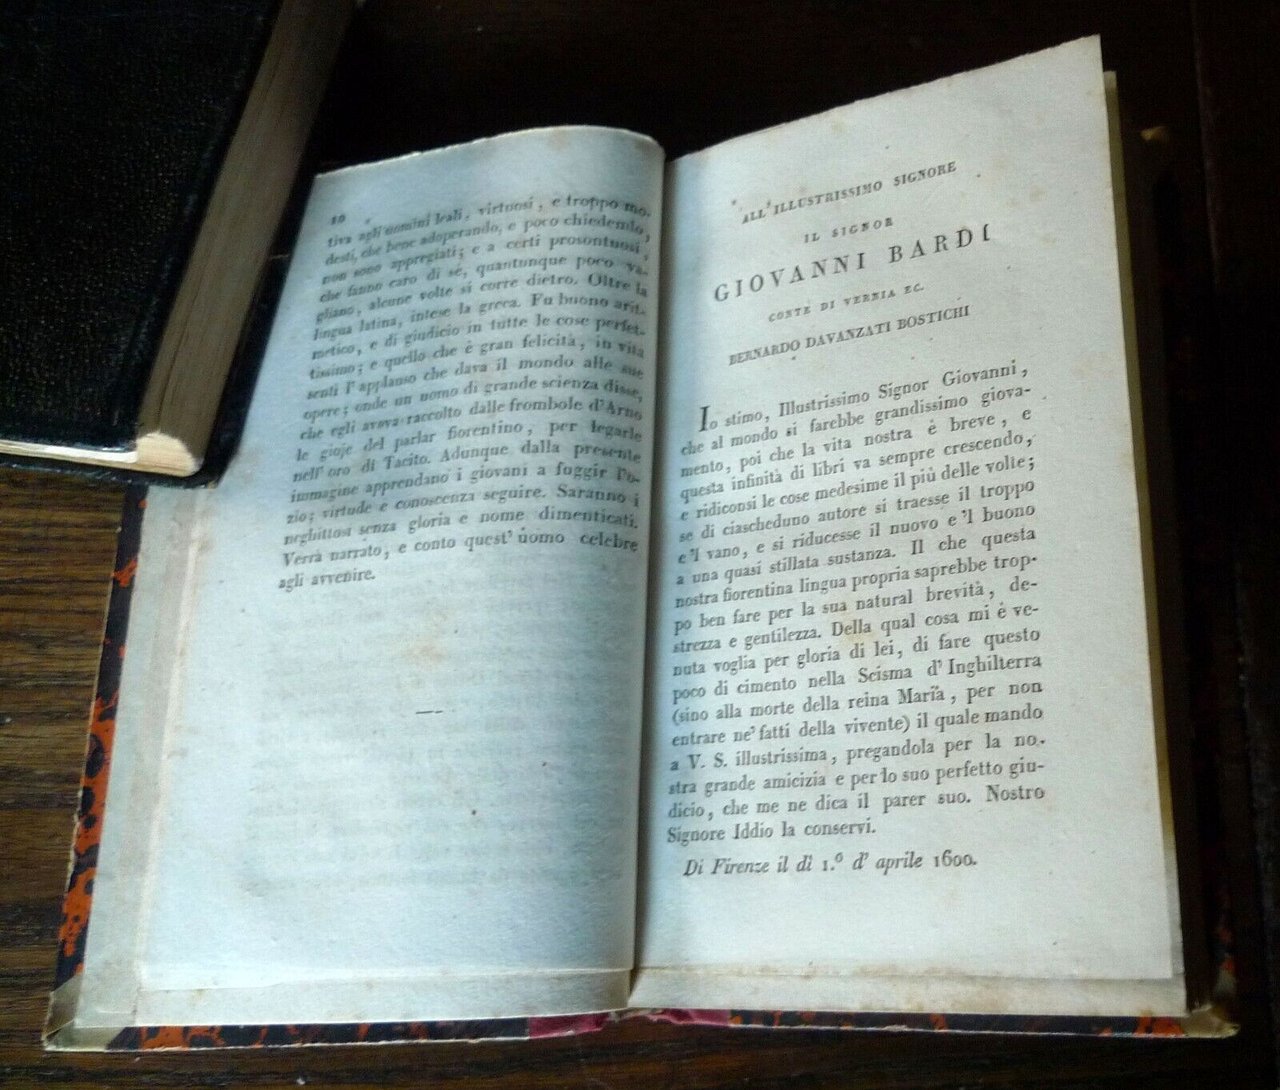 10
tiva agli uomini leali, virtuosi, e troppo mo-
desti, che bene adoperando, e poco chiedendo,
non sono appregiati; e a certi prosontuosi,
che fanno caro di sé, quantunque poco va-
gliano, alcune volte si corre dietro. Oltre la
lingua latina, intese la greca. Fu buono arit-
metico, e di giudicio in tutte le cose perfet-
tissimo; e quello che è gran felicità, in vita
sentì l'applauso che dava il mondo alle sue
opere; onde un uomo di grande scienza disse,
che egli aveva raccolto dalle frombole d'Arno
le gioje del parlar fiorentino, per legarle
nell'oro di Tacito. Adunque dalla presente
immagine apprendano i giovani a foggir l'o-
zio; virtude e conoscenza seguire. Saranno i
neghittosi senza gloria e nome dimenticati.
Verrà narrato, e conto quest' uomo celebre
agli avvenire.
ALL'ILLUSTRISSIMO SIGNORE
IL SIGNOR
GIOVANNI BARDI
CONTE DI VERNIA EC.
BERNARDO DAVANZATI BOSTICHI
Io stimo, Illustrissimo Signor Giovanni,
che al mondo si farebbe grandissimo giova-
mento, poi che la vita nostra è breve, e
questa infinità di libri va sempre crescendo,
e ridiconsi le cose medesime il più delle volte;
se di ciascheduno autore si traesse il troppo
e 'l vano, e si riducesse il nuovo e 'l buono
a una quasi stillata sustanza. Il che questa
nostra fiorentina lingua propria saprebbe trop-
po ben fare per la sua natural brevità, de-
strezza e gentilezza. Della qual cosa mi è ve-
nuta voglia per gloria di lei, di fare questo
poco di cimento nella Scisma d'Inghilterra
(sino alla morte della reina Maria, per non
entrare ne' fatti della vivente) il quale mando
a V. S. illustrissima, pregandola per la no-
stra grande amicizia e per lo suo perfetto giu-
dicio, che me ne dica il parer suo. Nostro
Signore Iddio la conservi.
Di Firenze il dì 1.º d' aprile 1600.